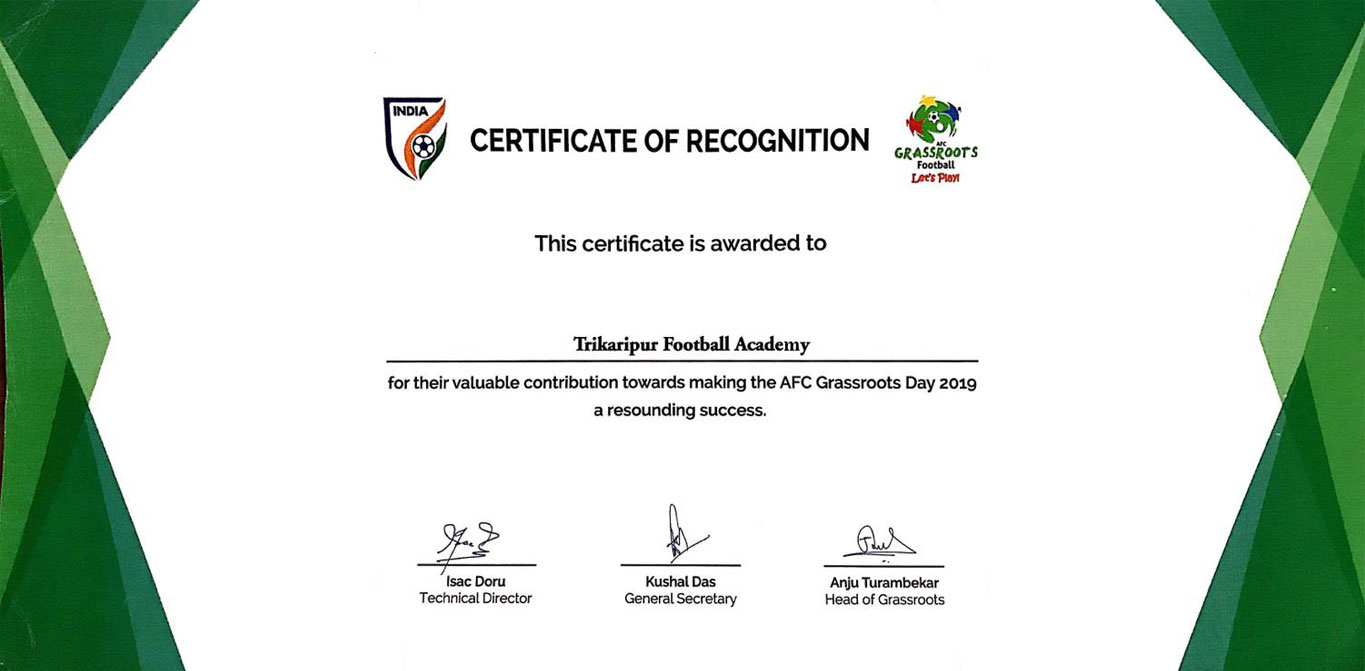 INDIA
CERTIFICATE OF RECOGNITION
AFC
GRASSROOTS
Football
Let's Play!
This certificate is awarded to
Trikaripur Football Academy
for their valuable contribution towards making the AFC Grassroots Day 2019
a resounding success.
Isac Doru
Technical Director
Kushal Das
General Secretary
Anju Turambekar
Head of Grassroots